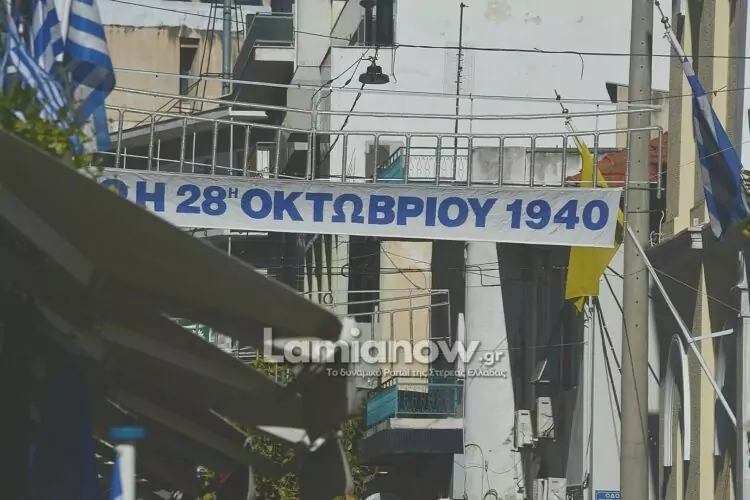 Η 28Η ΟΚΤΩΒΡΙΟΥ 1940
Lamianow.gr
Το δυναμικό Portal της Στερεάς Ελλάδας